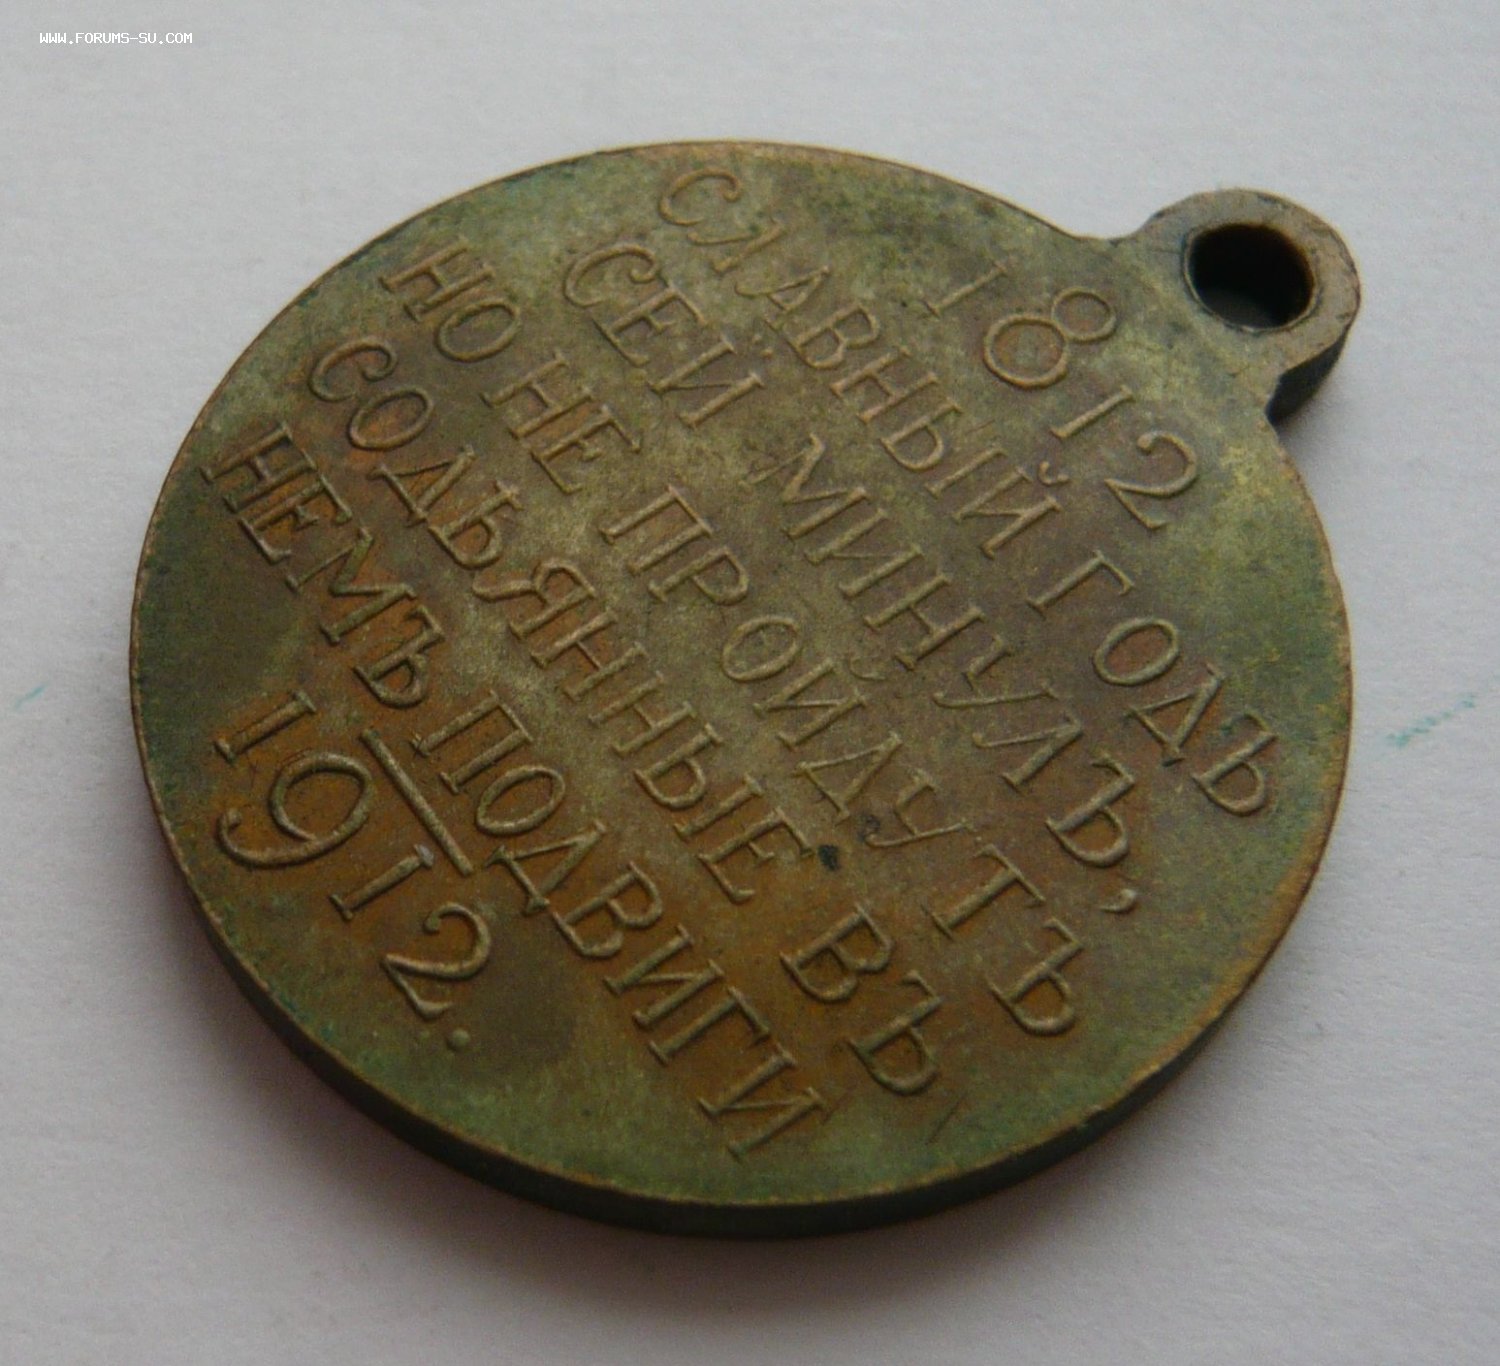 WWW.FORUMS-SU.COM
1812
СЛАВНЫЙ ГОДЪ
СЕЙ МИНУЛЪ,
НО НЕ ПРОЙДУТЪ
СОДѢЯННЫЕ ВЪ
НЕМЪ ПОДВИГИ
1912.